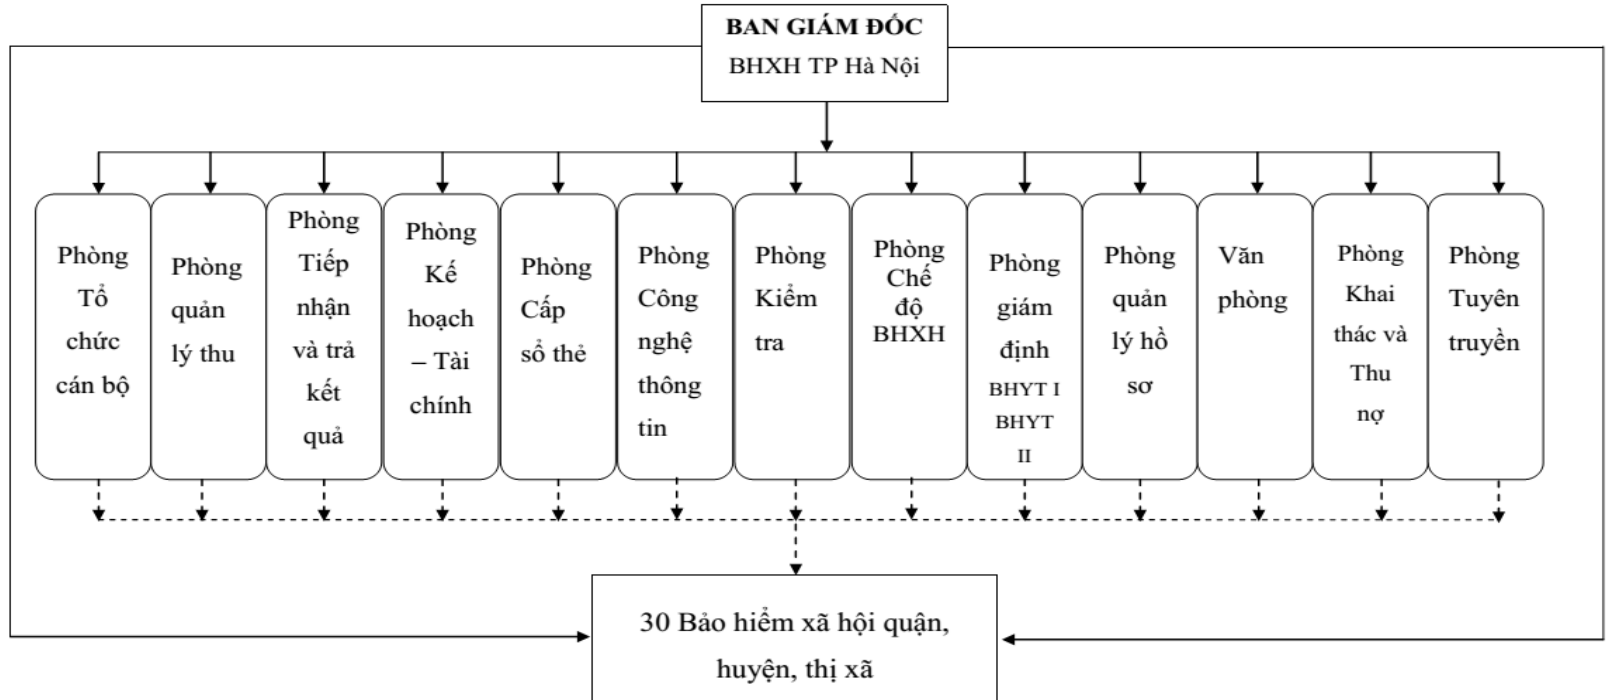 BAN GIÁM ĐỐC
BHXH TP Hà Nội
Phòng
Tổ
chức
cán bộ
Phòng
quản
lý thu
Phòng
Tiếp
nhận
và trả
kết
quả
Phòng
Kế
hoạch
– Tài
chính
Phòng
Cấp
sổ thẻ
Phòng
Công
nghệ
thông
tin
Phòng
Kiểm
tra
Phòng
Chế
độ
BHXH
Phòng
giám
định
BHYT I
BHYT
II
Phòng
quản
lý hồ
sơ
Văn
phòng
Phòng
Khai
thác và
Thu
nợ
Phòng
Tuyên
truyền
30 Bảo hiểm xã hội quận,
huyện, thị xã